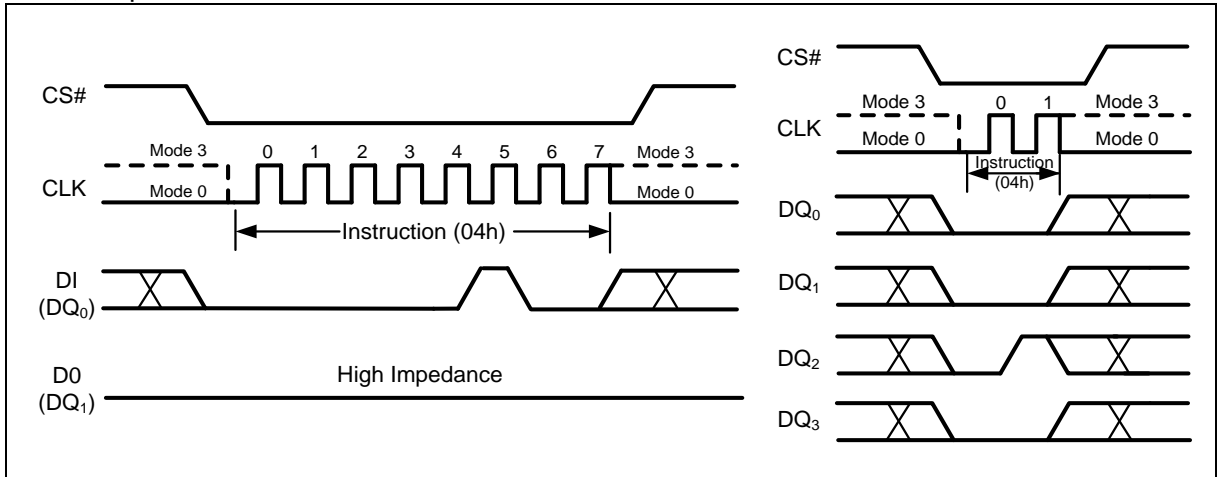 CS#
Mode 3 0 1 2 3 4 5 6 7 Mode 3
CLK
Mode 0 Mode 0
Instruction (04h)
DI
(DQ0)
D0
(DQ1)
High Impedance
CS#
Mode 3 0 1 Mode 3
CLK
Mode 0 Mode 0
Instruction
(04h)
DQ0
DQ1
DQ2
DQ3